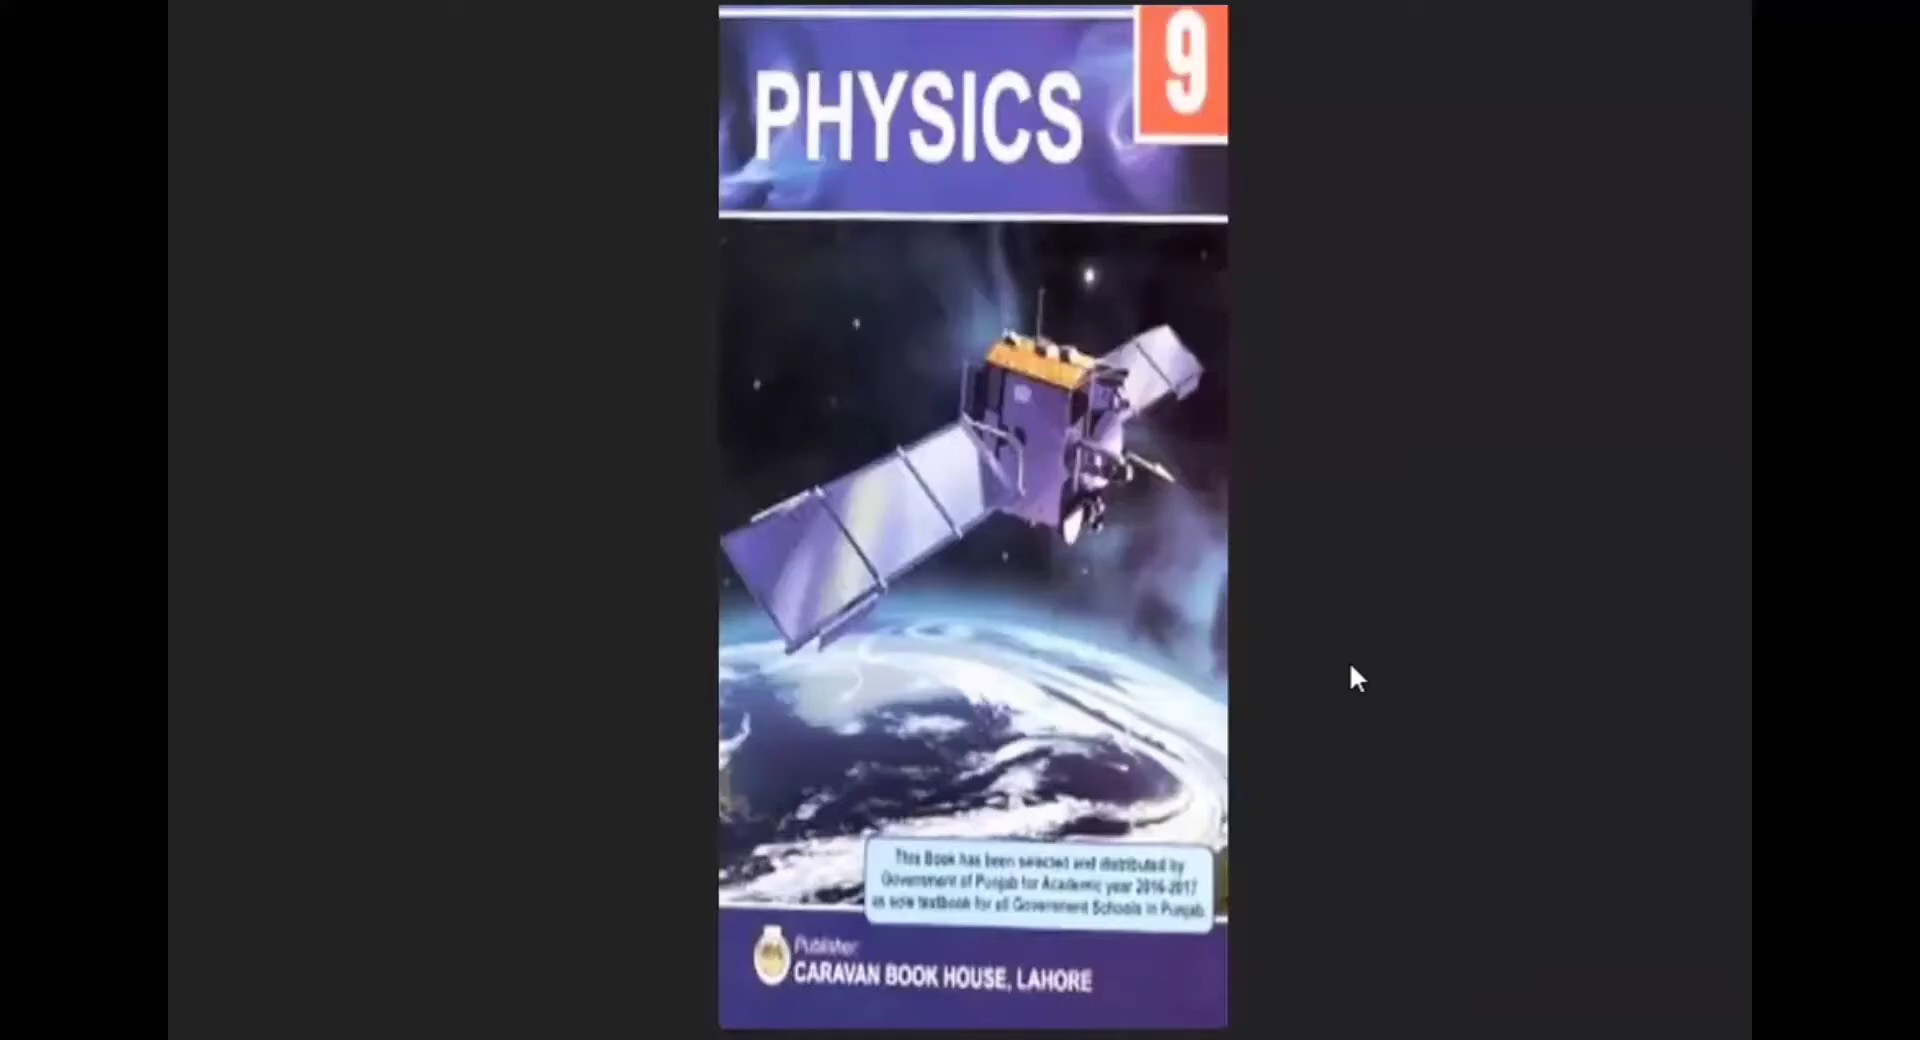 9
PHYSICS
This Book has been selected and distributed by
Government of Punjab for Academic year 2016-2017
as sole textbook for all Government Schools in Punjab.
Publisher:
CARAVAN BOOK HOUSE, LAHORE